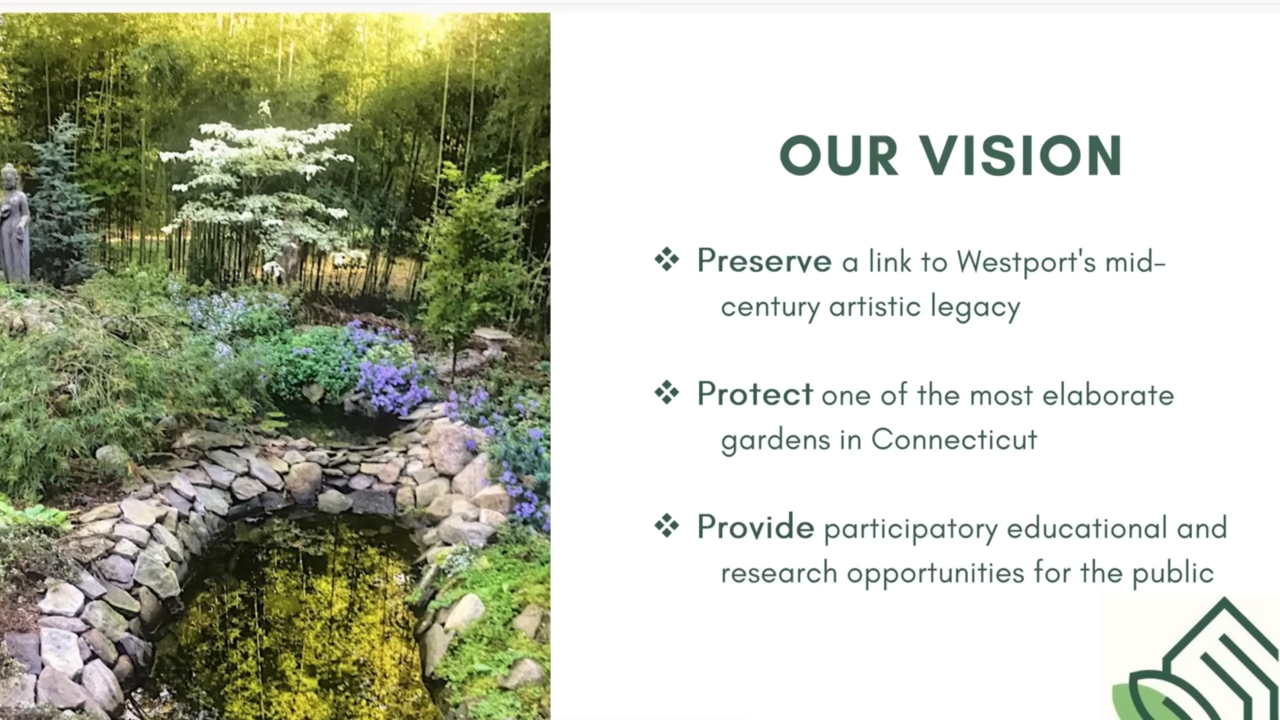 OUR VISION
❖ Preserve a link to Westport's mid-
century artistic legacy
❖ Protect one of the most elaborate
gardens in Connecticut
❖ Provide participatory educational and
research opportunities for the public